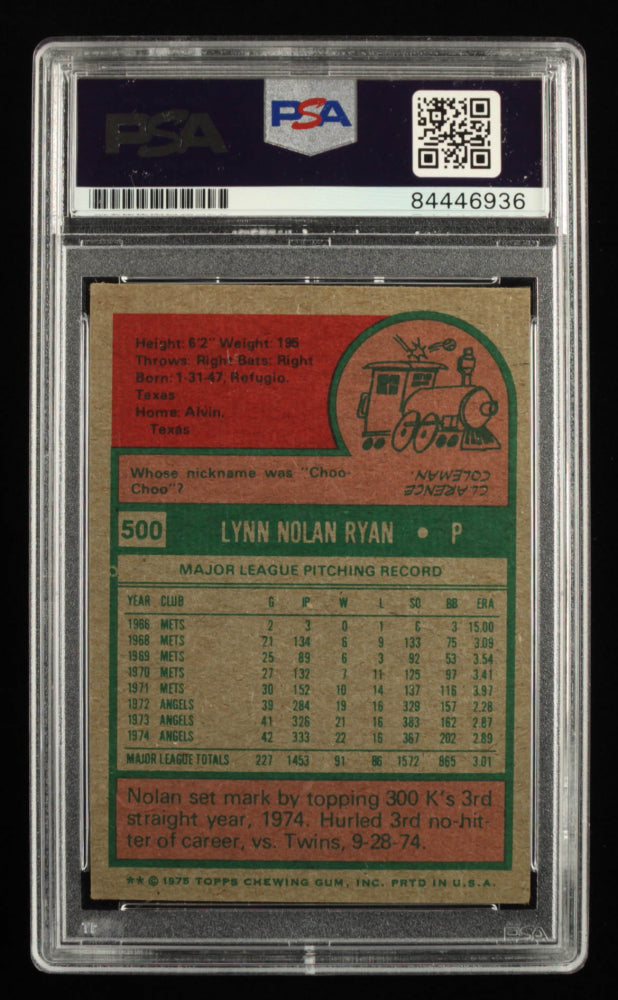 PSA
PSA
84446936
Height: 6'2" Weight: 195
Throws: Right Bats: Right
Born: 1-31-47, Refugio,
Texas
Home: Alvin,
Texas
Whose nickname was "Choo-
Choo"?
CLARENCE
COLEMAN.
500 LYNN NOLAN RYAN • P
MAJOR LEAGUE PITCHING RECORD
YEAR CLUB G IP W L SO BB ERA
1966 METS 2 3 0 1 6 3 15.00
1968 METS 21 134 6 9 133 75 3.09
1969 METS 25 89 6 3 92 53 3.54
1970 METS 27 132 7 11 125 97 3.41
1971 METS 30 152 10 14 137 116 3.97
1972 ANGELS 39 284 19 16 329 157 2.28
1973 ANGELS 41 326 21 16 383 162 2.87
1974 ANGELS 42 333 22 16 367 202 2.89
MAJOR LEAGUE TOTALS 227 1453 91 86 1572 865 3.01
Nolan set mark by topping 300 K's 3rd
straight year, 1974. Hurled 3rd no-hit-
ter of career, vs. Twins, 9-28-74.
** © 1975 TOPPS CHEWING GUM, INC. PRTD IN U.S.A.
PSA